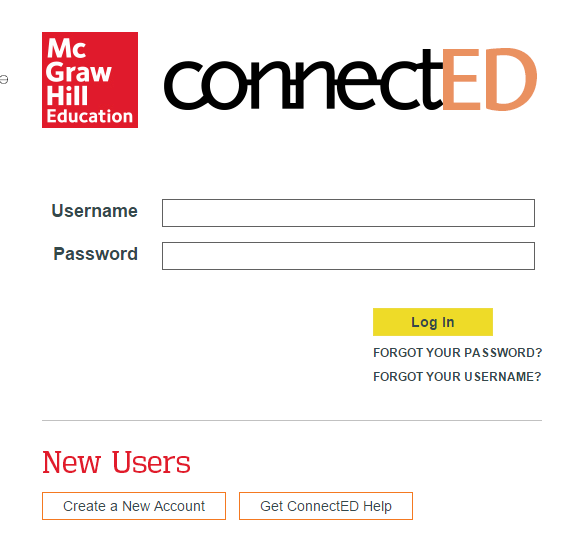 Mc
Graw
Hill
Education
connectED
Username
Password
Log In
FORGOT YOUR PASSWORD?
FORGOT YOUR USERNAME?
New Users
Create a New Account
Get ConnectED Help